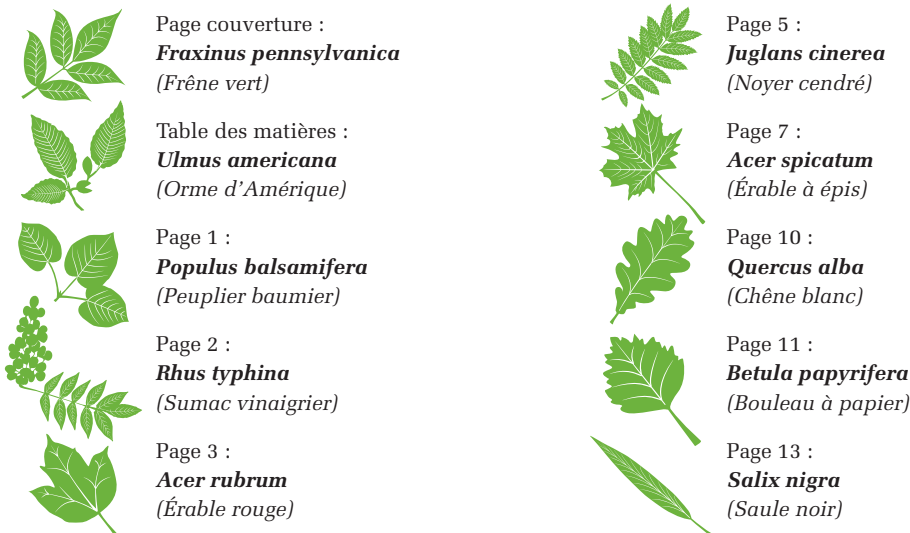 Page couverture :
Fraxinus pennsylvanica
(Frêne vert)
Table des matières :
Ulmus americana
(Orme d'Amérique)
Page 1 :
Populus balsamifera
(Peuplier baumier)
Page 2 :
Rhus typhina
(Sumac vinaigrier)
Page 3 :
Acer rubrum
(Érable rouge)
Page 5 :
Juglans cinerea
(Noyer cendré)
Page 7 :
Acer spicatum
(Érable à épis)
Page 10 :
Quercus alba
(Chêne blanc)
Page 11 :
Betula papyrifera
(Bouleau à papier)
Page 13 :
Salix nigra
(Saule noir)